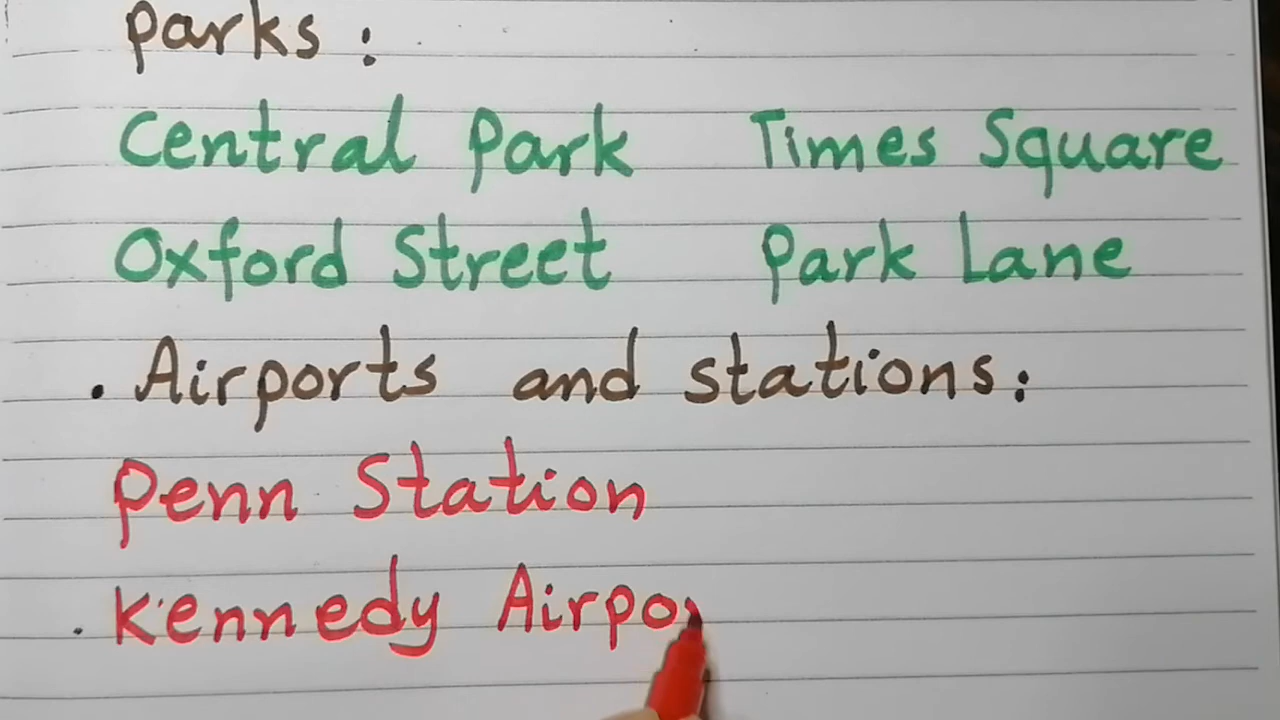 parks :
Central Park Times Square
Oxford Street Park Lane
. Airports and stations :
Penn Station
Kennedy Airpo